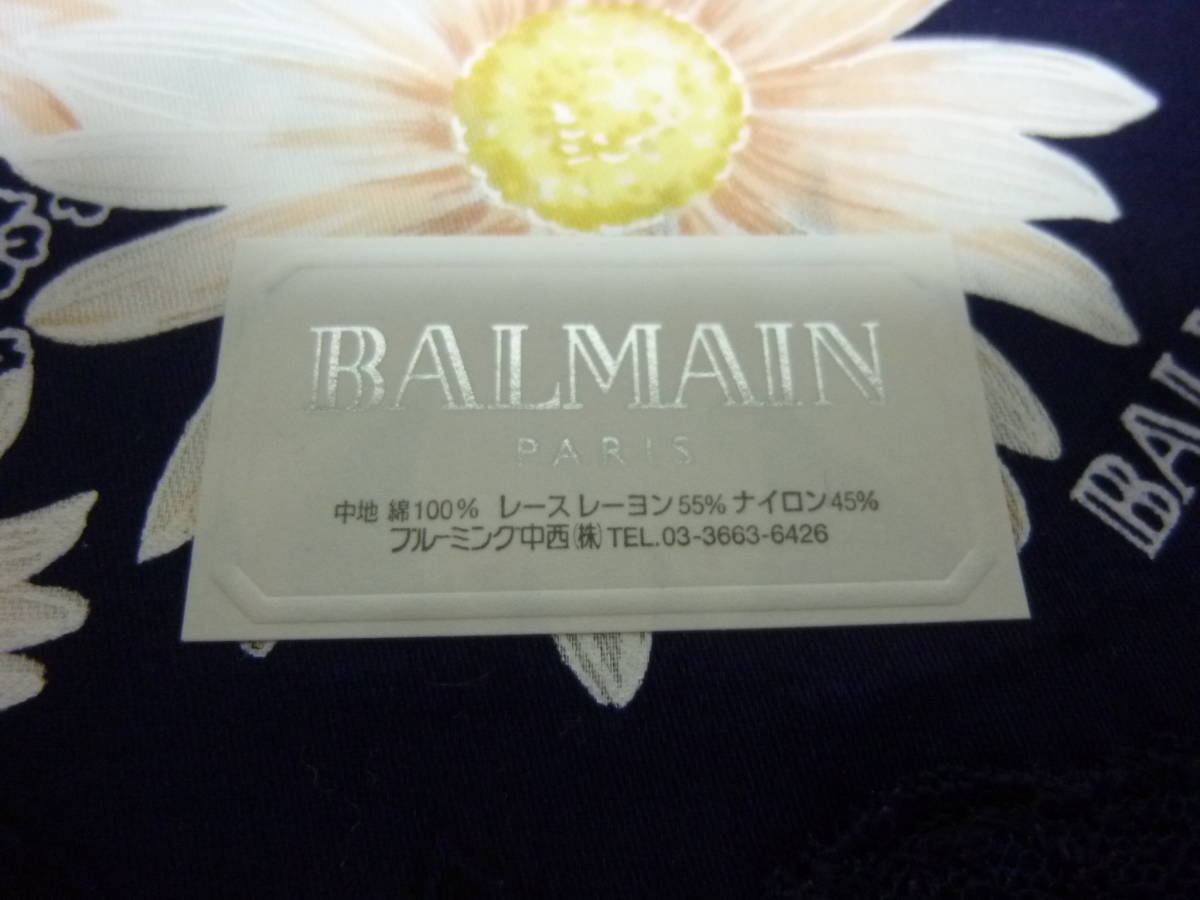 BALMAIN
PARIS
中地 綿100% レース レーヨン55% ナイロン45%
ブルーミング中西(株)TEL.03-3663-6426